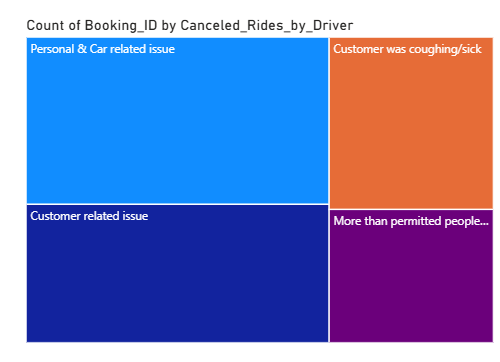 Count of Booking_ID by Canceled_Rides_by_Driver
Personal & Car related issue
Customer was coughing/sick
Customer related issue
More than permitted people...